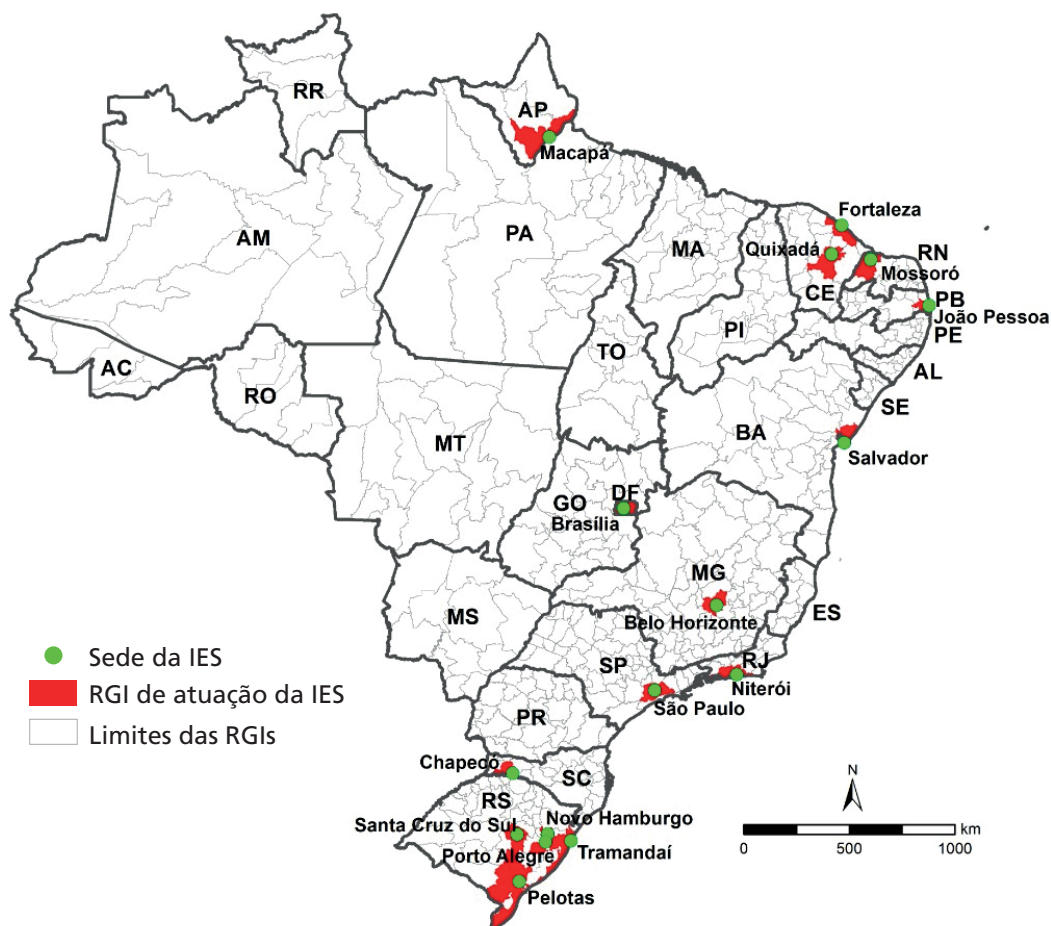 RR
AP
Macapá
Fortaleza
AM
PA
MA
Quixadá
RN
Mossoró
CE
PB
João Pessoa
PI
PE
TO
AC
AL
RO
SE
BA
MT
Salvador
DF
GO
Brasília
MG
MS
ES
Belo Horizonte
Sede da IES
SP
RJ
RGI de atuação da IES
Niterói
São Paulo
PR
Limites das RGIs
Chapecó
SC
N
RS
Novo Hamburgo
Santa Cruz do Sul
km
Porto Alegre
Tramandaí
0 500 1000
Pelotas